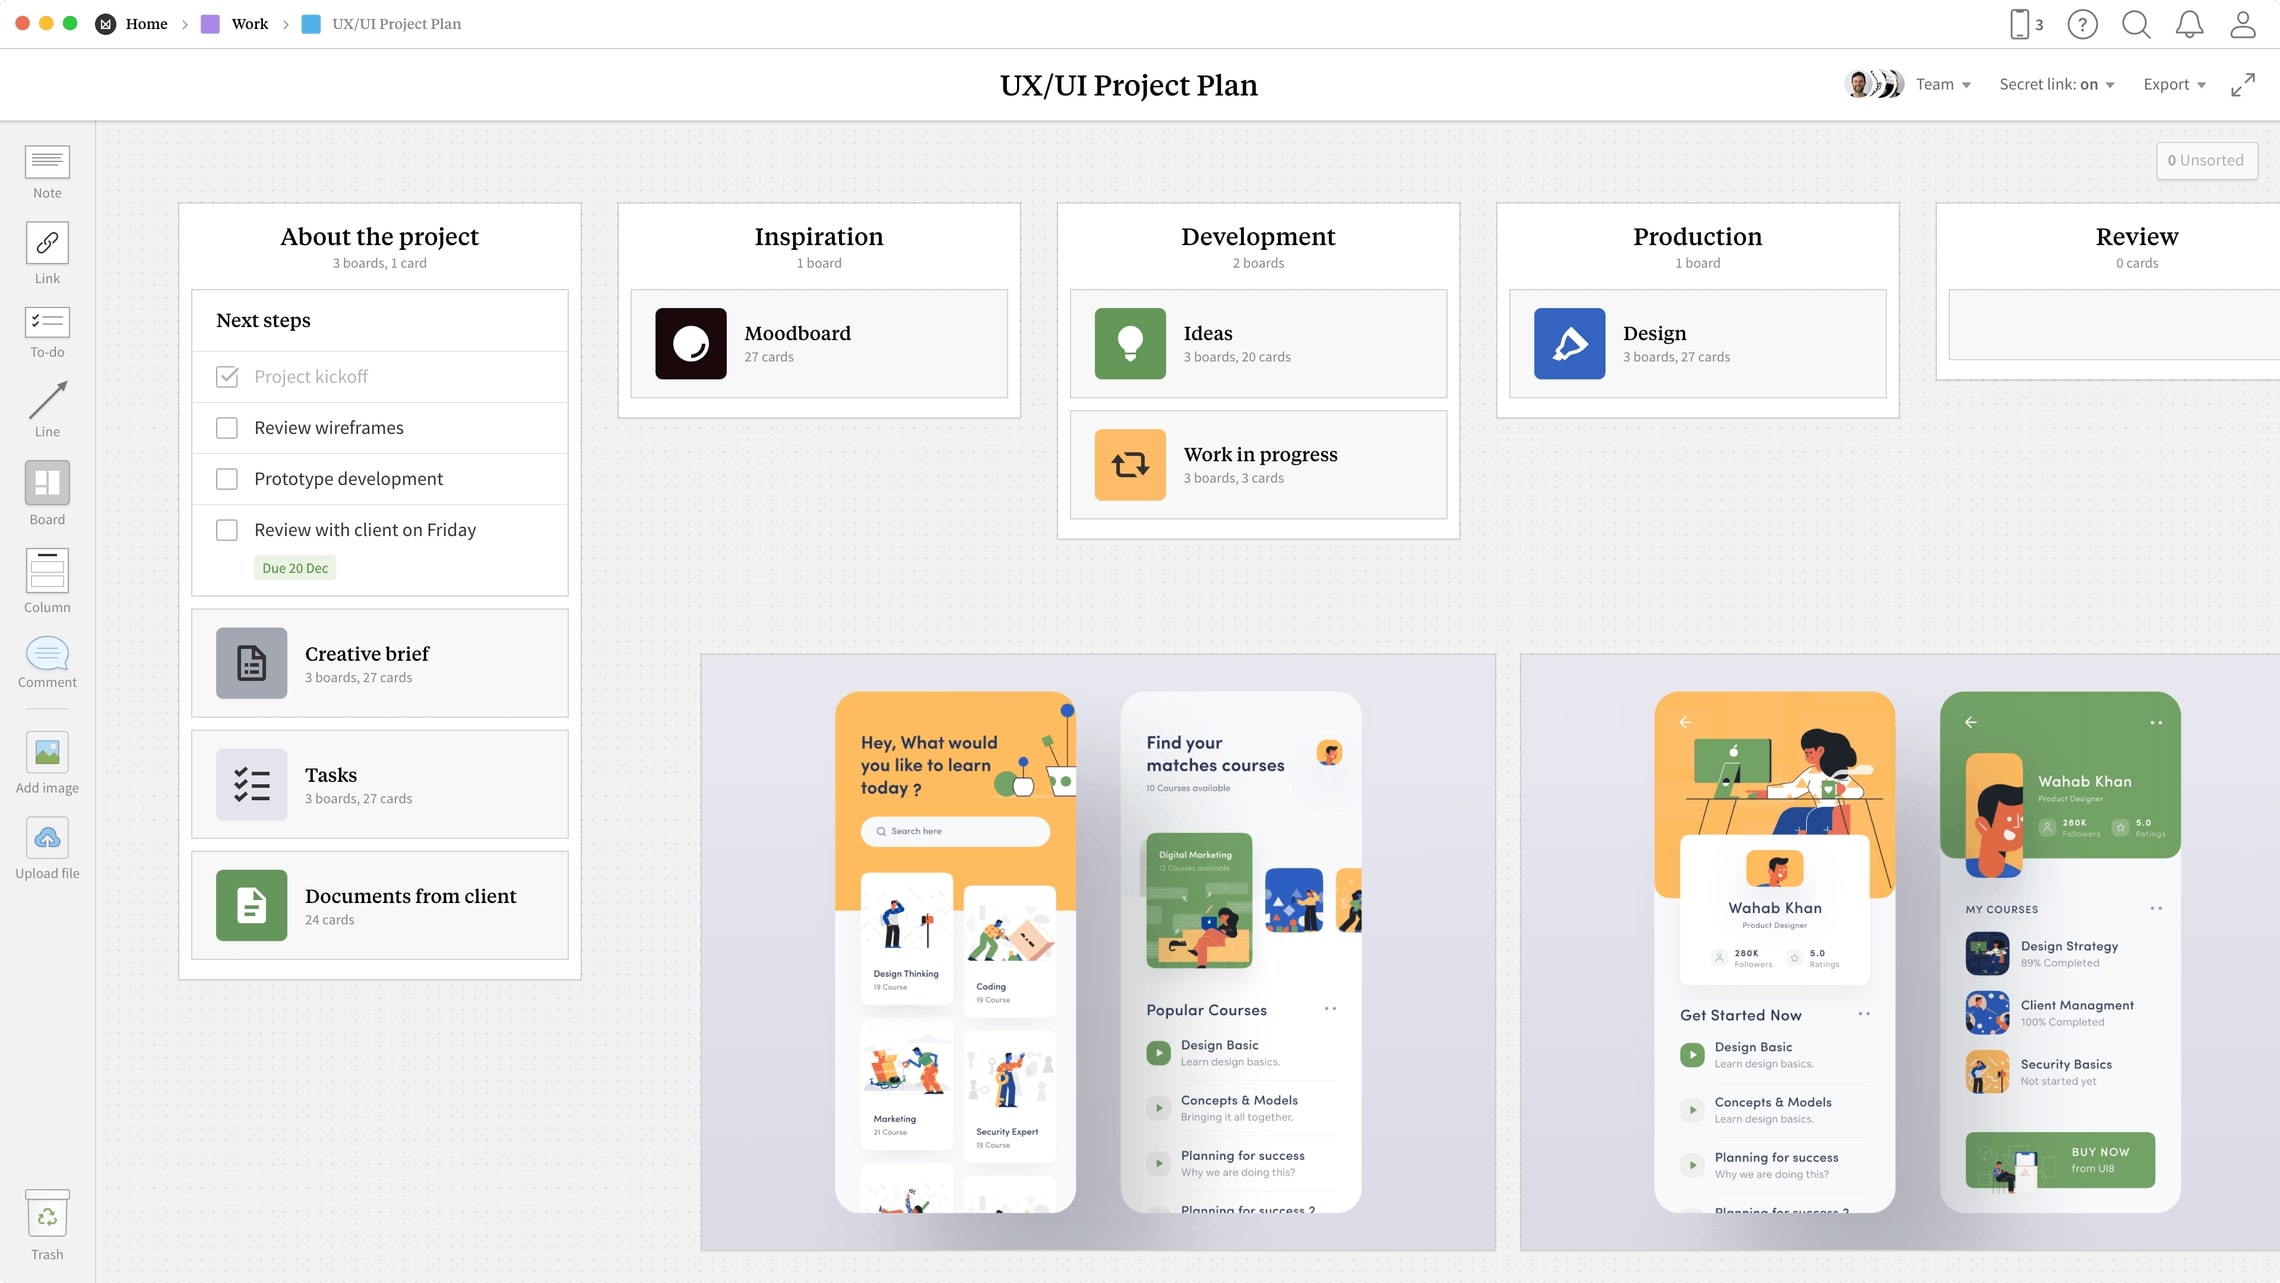 Home
Work
UX/UI Project Plan
3
UX/UI Project Plan
Team
Secret link: on
Export
0 Unsorted
Note
Link
To-do
Line
Board
Column
Comment
Add image
Upload file
Trash
About the project
3 boards, 1 card
Next steps
Project kickoff
Review wireframes
Prototype development
Review with client on Friday
Due 20 Dec
Creative brief
3 boards, 27 cards
Tasks
3 boards, 27 cards
Documents from client
24 cards
Inspiration
1 board
Moodboard
27 cards
Development
2 boards
Ideas
3 boards, 20 cards
Work in progress
3 boards, 3 cards
Production
1 board
Design
3 boards, 27 cards
Review
0 cards
Hey, What would
you like to learn
today ?
Search here
Design Thinking
19 Course
Coding
19 Course
Marketing
21 Course
Security Expert
19 Course
Find your
matches courses
10 Courses available
Digital Marketing
12 Courses available
Popular Courses
Design Basic
Learn design basics.
Concepts & Models
Bringing it all together.
Planning for success
Why we are doing this?
Planning for success 2
Wahab Khan
Product Designer
280K
Followers
5.0
Ratings
Get Started Now
Design Basic
Learn design basics.
Concepts & Models
Learn design basics.
Planning for success
Why we are doing this?
Planning for success 2
Wahab Khan
Product Designer
280K
Followers
5.0
Ratings
MY COURSES
Design Strategy
89% Completed
Client Managment
100% Completed
Security Basics
Not started yet
BUY NOW
from UI8